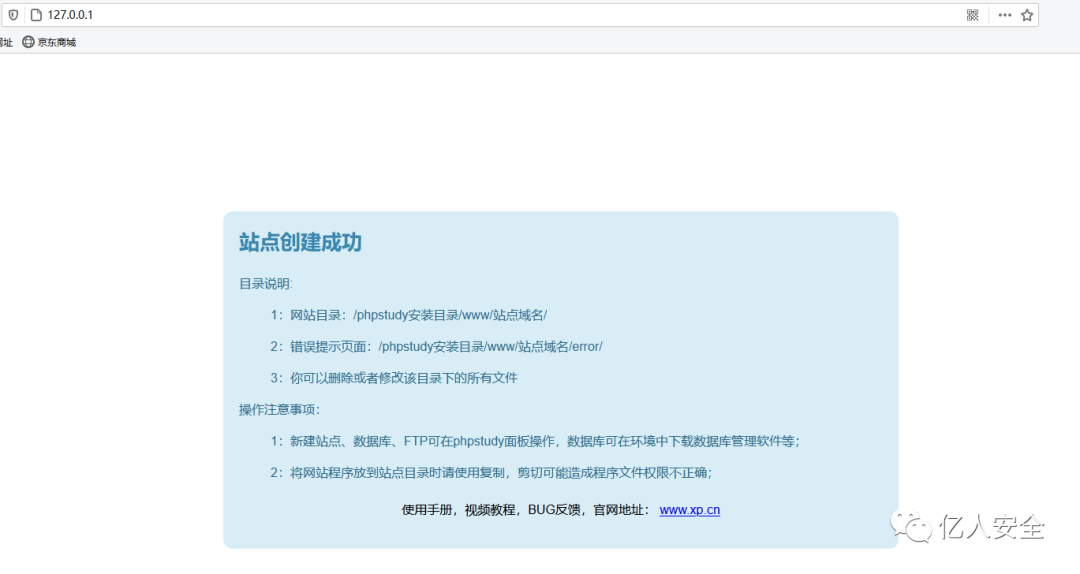 127.0.0.1
网址 京东商城
站点创建成功
目录说明:
1：网站目录：/phpstudy安装目录/www/站点域名/
2：错误提示页面：/phpstudy安装目录/www/站点域名/error/
3：你可以删除或者修改该目录下的所有文件
操作注意事项：
1：新建站点、数据库、FTP可在phpstudy面板操作，数据库可在环境中下载数据库管理软件等；
2：将网站程序放到站点目录时请使用复制，剪切可能造成程序文件权限不正确；
使用手册，视频教程，BUG反馈，官网地址： www.xp.cn
亿人安全